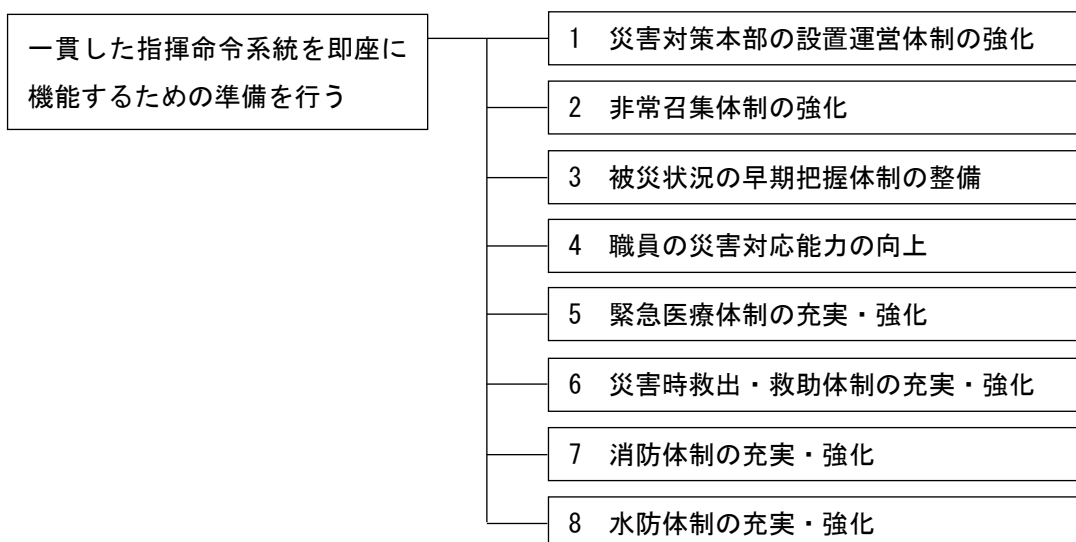 一貫した指揮命令系統を即座に
機能するための準備を行う
1 災害対策本部の設置運営体制の強化
2 非常召集体制の強化
3 被災状況の早期把握体制の整備
4 職員の災害対応能力の向上
5 緊急医療体制の充実・強化
6 災害時救出・救助体制の充実・強化
7 消防体制の充実・強化
8 水防体制の充実・強化